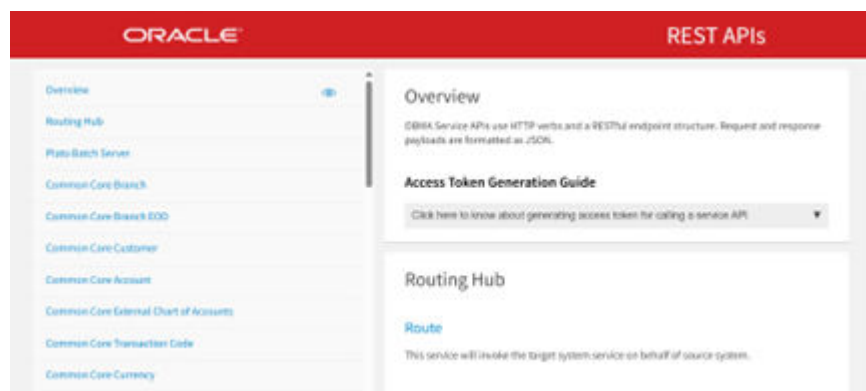 ORACLE
REST APIs
Overview
Routing Hub
Plato Batch Server
Common Core Branch
Common Core Branch EOD
Common Core Customer
Common Core Account
Common Core External Chart of Accounts
Common Core Transaction Code
Common Core Currency
Overview
Service APIs use HTTP verbs and a RESTful endpoint structure. Request and response
payloads are formatted as JSON.
Access Token Generation Guide
Click here to know about generating access token for calling a service API
Routing Hub
Route
This service will invoke the target system service on behalf of source system.